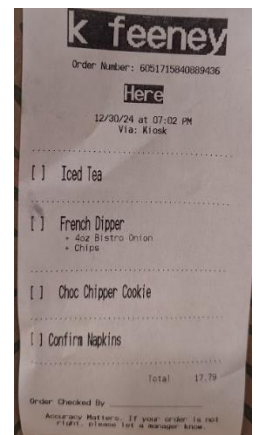 k feeney
Order Number: 6051715840889436
Here
12/30/24 at 07:02 PM
Via: Kiosk
[ ] Iced Tea
[ ] French Dipper
+ 4oz Bistro Onion
+ Chips
[ ] Choc Chipper Cookie
[ ] Confirm Napkins
Total 17.79
Order Checked By
Accuracy Matters. If your order is not
right, please let a manager know.